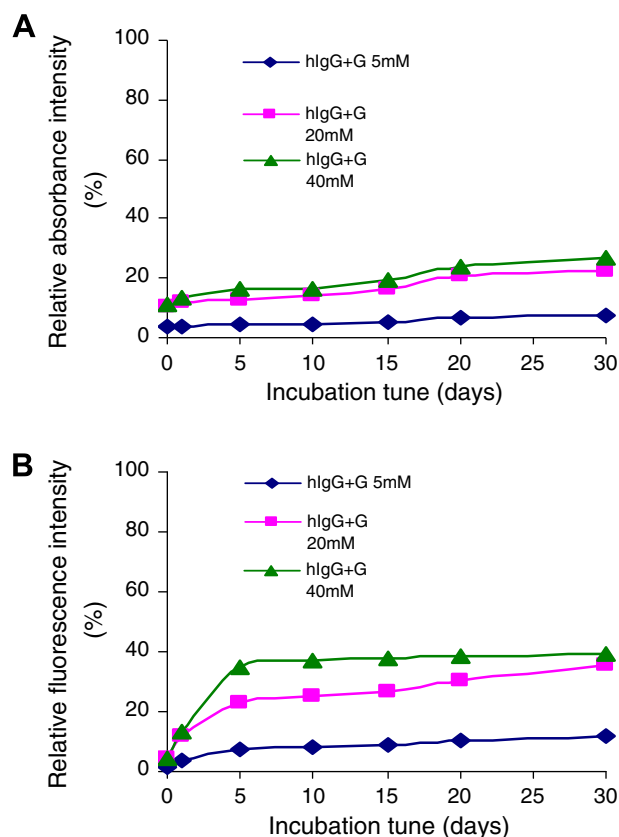 A
Relative absorbance intensity
(%)
100
80
60
40
20
0
hIgG+G 5mM
hIgG+G
20mM
hIgG+G
40mM
0 5 10 15 20 25 30
Incubation tune (days)
B
Relative fluorescence intensity
(%)
100
80
60
40
20
0
hIgG+G 5mM
hIgG+G
20mM
hIgG+G
40mM
0 5 10 15 20 25 30
Incubation tune (days)